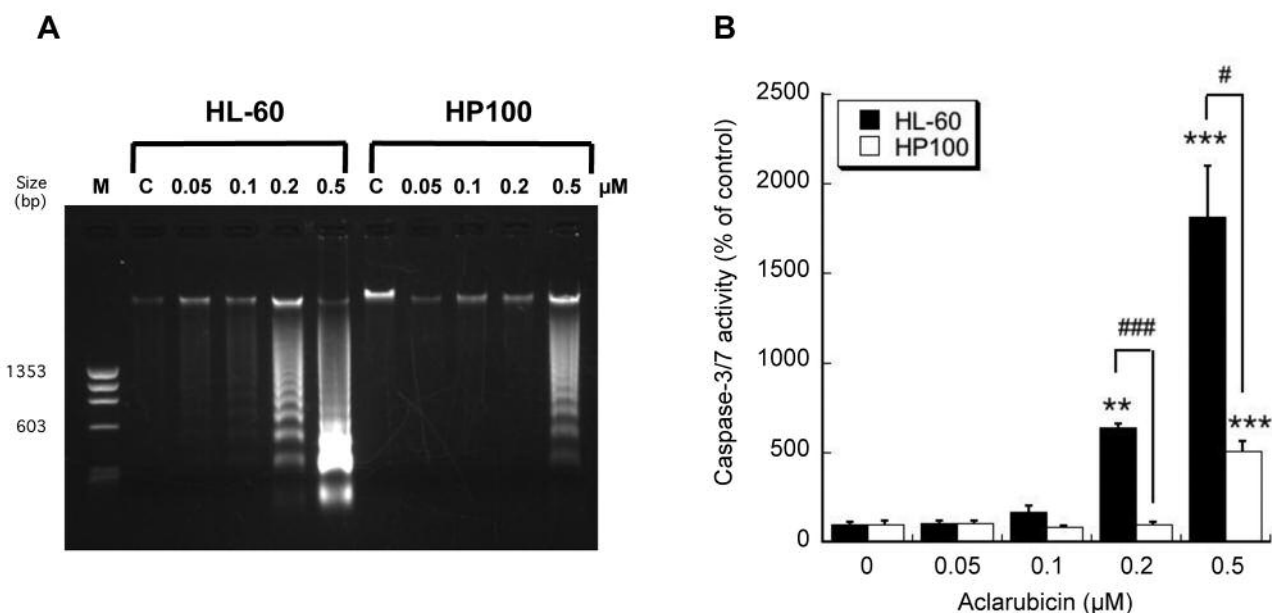 A
HL-60 HP100
Size
(bp)
M C 0.05 0.1 0.2 0.5 C 0.05 0.1 0.2 0.5 µM
1353
603
B
Caspase-3/7 activity (% of control)
2500
2000
1500
1000
500
0
HL-60
HP100
#
***
###
**
***
0 0.05 0.1 0.2 0.5
Aclarubicin (µM)